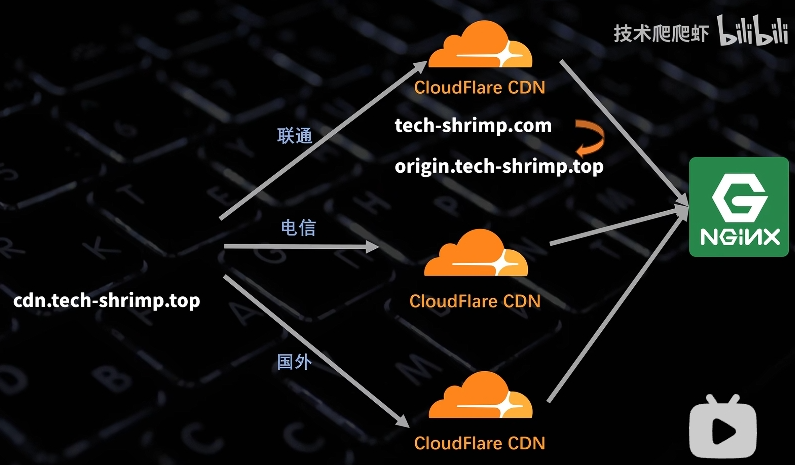 技术爬爬虾 bilibili
CloudFlare CDN
联通
tech-shrimp.com
origin.tech-shrimp.top
电信
NGINX
cdn.tech-shrimp.top
CloudFlare CDN
国外
CloudFlare CDN